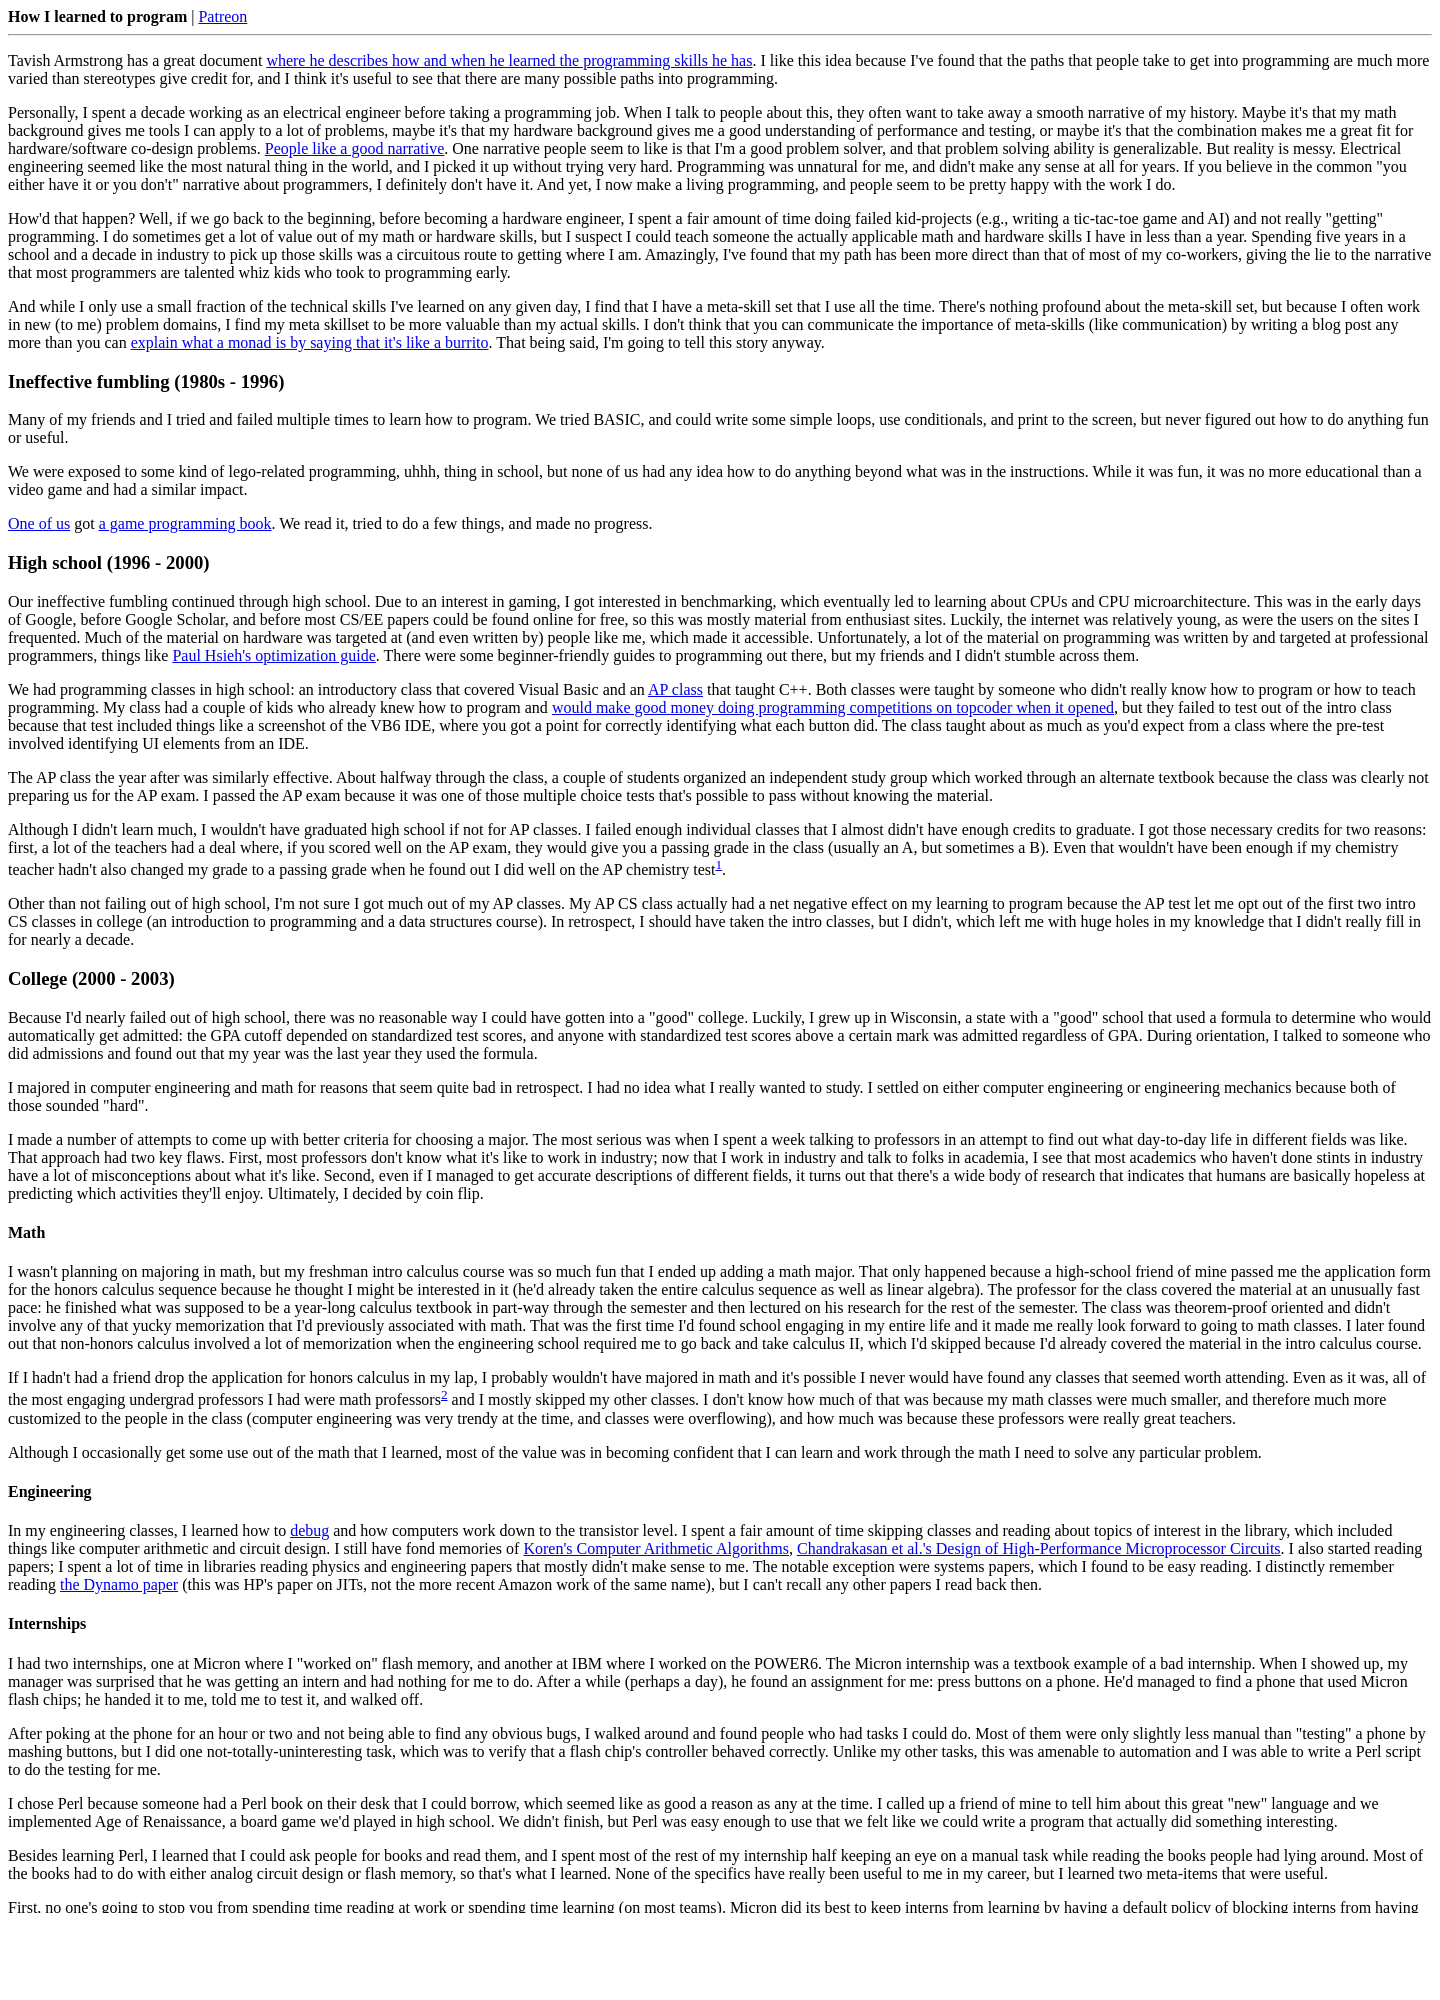 How I learned to program | Patreon
Tavish Armstrong has a great document where he describes how and when he learned the programming skills he has. I like this idea because I've found that the paths that people take to get into programming are much more
varied than stereotypes give credit for, and I think it's useful to see that there are many possible paths into programming.
Personally, I spent a decade working as an electrical engineer before taking a programming job. When I talk to people about this, they often want to take away a smooth narrative of my history. Maybe it's that my math
background gives me tools I can apply to a lot of problems, maybe it's that my hardware background gives me a good understanding of performance and testing, or maybe it's that the combination makes me a great fit for
hardware/software co-design problems. People like a good narrative. One narrative people seem to like is that I'm a good problem solver, and that problem solving ability is generalizable. But reality is messy. Electrical
engineering seemed like the most natural thing in the world, and I picked it up without trying very hard. Programming was unnatural for me, and didn't make any sense at all for years. If you believe in the common "you
either have it or you don't" narrative about programmers, I definitely don't have it. And yet, I now make a living programming, and people seem to be pretty happy with the work I do.
How'd that happen? Well, if we go back to the beginning, before becoming a hardware engineer, I spent a fair amount of time doing failed kid-projects (e.g., writing a tic-tac-toe game and AI) and not really "getting"
programming. I do sometimes get a lot of value out of my math or hardware skills, but I suspect I could teach someone the actually applicable math and hardware skills I have in less than a year. Spending five years in a
school and a decade in industry to pick up those skills was a circuitous route to getting where I am. Amazingly, I've found that my path has been more direct than that of most of my co-workers, giving the lie to the narrative
that most programmers are talented whiz kids who took to programming early.
And while I only use a small fraction of the technical skills I've learned on any given day, I find that I have a meta-skill set that I use all the time. There's nothing profound about the meta-skill set, but because I often work
in new (to me) problem domains, I find my meta skillset to be more valuable than my actual skills. I don't think that you can communicate the importance of meta-skills (like communication) by writing a blog post any
more than you can explain what a monad is by saying that it's like a burrito. That being said, I'm going to tell this story anyway.
Ineffective fumbling (1980s - 1996)
Many of my friends and I tried and failed multiple times to learn how to program. We tried BASIC, and could write some simple loops, use conditionals, and print to the screen, but never figured out how to do anything fun
or useful.
We were exposed to some kind of lego-related programming, uhhh, thing in school, but none of us had any idea how to do anything beyond what was in the instructions. While it was fun, it was no more educational than a
video game and had a similar impact.
One of us got a game programming book. We read it, tried to do a few things, and made no progress.
High school (1996 - 2000)
Our ineffective fumbling continued through high school. Due to an interest in gaming, I got interested in benchmarking, which eventually led to learning about CPUs and CPU microarchitecture. This was in the early days
of Google, before Google Scholar, and before most CS/EE papers could be found online for free, so this was mostly material from enthusiast sites. Luckily, the internet was relatively young, as were the users on the sites I
frequented. Much of the material on hardware was targeted at (and even written by) people like me, which made it accessible. Unfortunately, a lot of the material on programming was written by and targeted at professional
programmers, things like Paul Hsieh's optimization guide. There were some beginner-friendly guides to programming out there, but my friends and I didn't stumble across them.
We had programming classes in high school: an introductory class that covered Visual Basic and an AP class that taught C++. Both classes were taught by someone who didn't really know how to program or how to teach
programming. My class had a couple of kids who already knew how to program and would make good money doing programming competitions on topcoder when it opened, but they failed to test out of the intro class
because that test included things like a screenshot of the VB6 IDE, where you got a point for correctly identifying what each button did. The class taught about as much as you'd expect from a class where the pre-test
involved identifying UI elements from an IDE.
The AP class the year after was similarly effective. About halfway through the class, a couple of students organized an independent study group which worked through an alternate textbook because the class was clearly not
preparing us for the AP exam. I passed the AP exam because it was one of those multiple choice tests that's possible to pass without knowing the material.
Although I didn't learn much, I wouldn't have graduated high school if not for AP classes. I failed enough individual classes that I almost didn't have enough credits to graduate. I got those necessary credits for two reasons:
first, a lot of the teachers had a deal where, if you scored well on the AP exam, they would give you a passing grade in the class (usually an A, but sometimes a B). Even that wouldn't have been enough if my chemistry
teacher hadn't also changed my grade to a passing grade when he found out I did well on the AP chemistry test1.
Other than not failing out of high school, I'm not sure I got much out of my AP classes. My AP CS class actually had a net negative effect on my learning to program because the AP test let me opt out of the first two intro
CS classes in college (an introduction to programming and a data structures course). In retrospect, I should have taken the intro classes, but I didn't, which left me with huge holes in my knowledge that I didn't really fill in
for nearly a decade.
College (2000 - 2003)
Because I'd nearly failed out of high school, there was no reasonable way I could have gotten into a "good" college. Luckily, I grew up in Wisconsin, a state with a "good" school that used a formula to determine who would
automatically get admitted: the GPA cutoff depended on standardized test scores, and anyone with standardized test scores above a certain mark was admitted regardless of GPA. During orientation, I talked to someone who
did admissions and found out that my year was the last year they used the formula.
I majored in computer engineering and math for reasons that seem quite bad in retrospect. I had no idea what I really wanted to study. I settled on either computer engineering or engineering mechanics because both of
those sounded "hard".
I made a number of attempts to come up with better criteria for choosing a major. The most serious was when I spent a week talking to professors in an attempt to find out what day-to-day life in different fields was like.
That approach had two key flaws. First, most professors don't know what it's like to work in industry; now that I work in industry and talk to folks in academia, I see that most academics who haven't done stints in industry
have a lot of misconceptions about what it's like. Second, even if I managed to get accurate descriptions of different fields, it turns out that there's a wide body of research that indicates that humans are basically hopeless at
predicting which activities they'll enjoy. Ultimately, I decided by coin flip.
Math
I wasn't planning on majoring in math, but my freshman intro calculus course was so much fun that I ended up adding a math major. That only happened because a high-school friend of mine passed me the application form
for the honors calculus sequence because he thought I might be interested in it (he'd already taken the entire calculus sequence as well as linear algebra). The professor for the class covered the material at an unusually fast
pace: he finished what was supposed to be a year-long calculus textbook in part-way through the semester and then lectured on his research for the rest of the semester. The class was theorem-proof oriented and didn't
involve any of that yucky memorization that I'd previously associated with math. That was the first time I'd found school engaging in my entire life and it made me really look forward to going to math classes. I later found
out that non-honors calculus involved a lot of memorization when the engineering school required me to go back and take calculus II, which I'd skipped because I'd already covered the material in the intro calculus course.
If I hadn't had a friend drop the application for honors calculus in my lap, I probably wouldn't have majored in math and it's possible I never would have found any classes that seemed worth attending. Even as it was, all of
the most engaging undergrad professors I had were math professors2 and I mostly skipped my other classes. I don't know how much of that was because my math classes were much smaller, and therefore much more
customized to the people in the class (computer engineering was very trendy at the time, and classes were overflowing), and how much was because these professors were really great teachers.
Although I occasionally get some use out of the math that I learned, most of the value was in becoming confident that I can learn and work through the math I need to solve any particular problem.
Engineering
In my engineering classes, I learned how to debug and how computers work down to the transistor level. I spent a fair amount of time skipping classes and reading about topics of interest in the library, which included
things like computer arithmetic and circuit design. I still have fond memories of Koren's Computer Arithmetic Algorithms, Chandrakasan et al.'s Design of High-Performance Microprocessor Circuits. I also started reading
papers; I spent a lot of time in libraries reading physics and engineering papers that mostly didn't make sense to me. The notable exception were systems papers, which I found to be easy reading. I distinctly remember
reading the Dynamo paper (this was HP's paper on JITs, not the more recent Amazon work of the same name), but I can't recall any other papers I read back then.
Internships
I had two internships, one at Micron where I "worked on" flash memory, and another at IBM where I worked on the POWER6. The Micron internship was a textbook example of a bad internship. When I showed up, my
manager was surprised that he was getting an intern and had nothing for me to do. After a while (perhaps a day), he found an assignment for me: press buttons on a phone. He'd managed to find a phone that used Micron
flash chips; he handed it to me, told me to test it, and walked off.
After poking at the phone for an hour or two and not being able to find any obvious bugs, I walked around and found people who had tasks I could do. Most of them were only slightly less manual than "testing" a phone by
mashing buttons, but I did one not-totally-uninteresting task, which was to verify that a flash chip's controller behaved correctly. Unlike my other tasks, this was amenable to automation and I was able to write a Perl script
to do the testing for me.
I chose Perl because someone had a Perl book on their desk that I could borrow, which seemed like as good a reason as any at the time. I called up a friend of mine to tell him about this great "new" language and we
implemented Age of Renaissance, a board game we'd played in high school. We didn't finish, but Perl was easy enough to use that we felt like we could write a program that actually did something interesting.
Besides learning Perl, I learned that I could ask people for books and read them, and I spent most of the rest of my internship half keeping an eye on a manual task while reading the books people had lying around. Most of
the books had to do with either analog circuit design or flash memory, so that's what I learned. None of the specifics have really been useful to me in my career, but I learned two meta-items that were useful.
First, no one's going to stop you from spending time reading at work or spending time learning (on most teams). Micron did its best to keep interns from learning by having a default policy of blocking interns from having